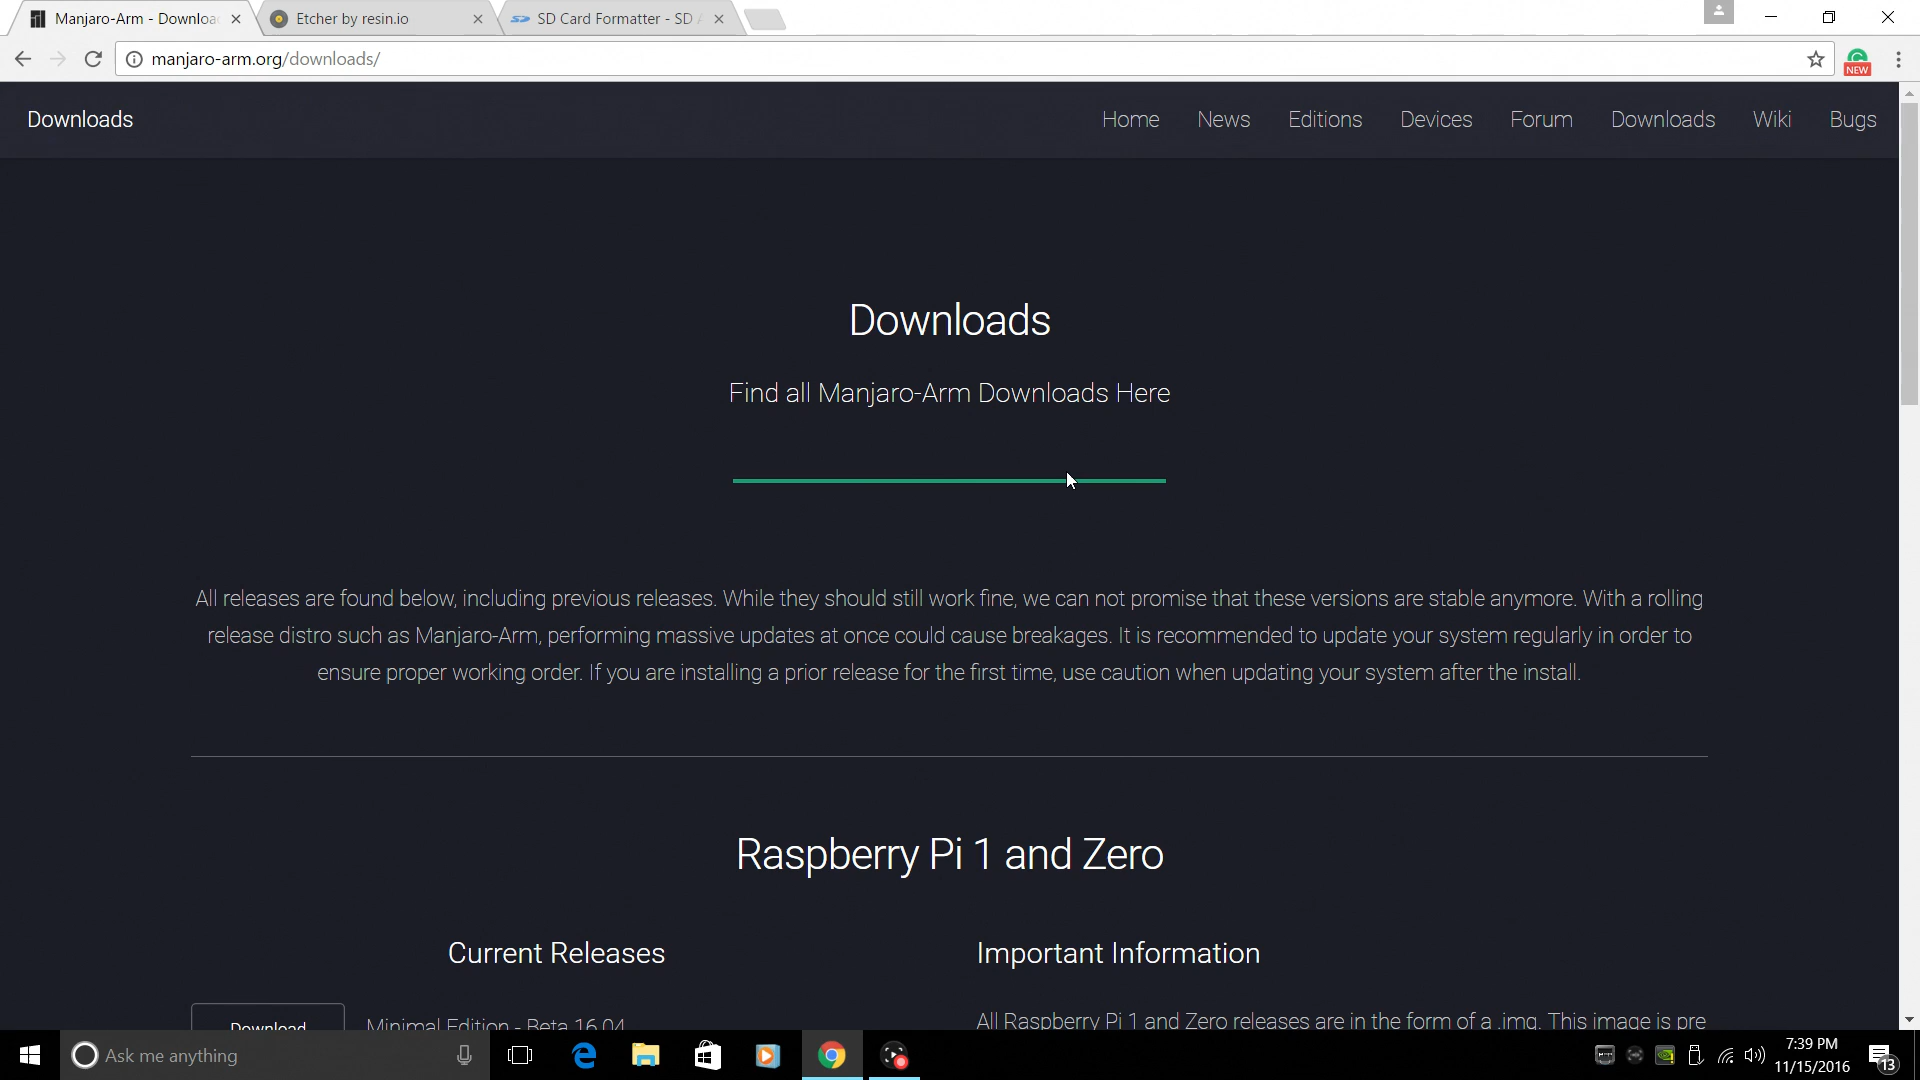 Manjaro-Arm - Downloa
Etcher by resin.io
SD Card Formatter - SD A
manjaro-arm.org/downloads/
NEW
Downloads
Home
News
Editions
Devices
Forum
Downloads
Wiki
Bugs
Downloads
Find all Manjaro-Arm Downloads Here
All releases are found below, including previous releases. While they should still work fine, we can not promise that these versions are stable anymore. With a rolling
release distro such as Manjaro-Arm, performing massive updates at once could cause breakages. It is recommended to update your system regularly in order to
ensure proper working order. If you are installing a prior release for the first time, use caution when updating your system after the install.
Raspberry Pi 1 and Zero
Current Releases
Important Information
Download
Minimal Edition - Beta 16.04
All Raspberry Pi 1 and Zero releases are in the form of a .img. This image is pre
Ask me anything
7:39 PM
11/15/2016
13